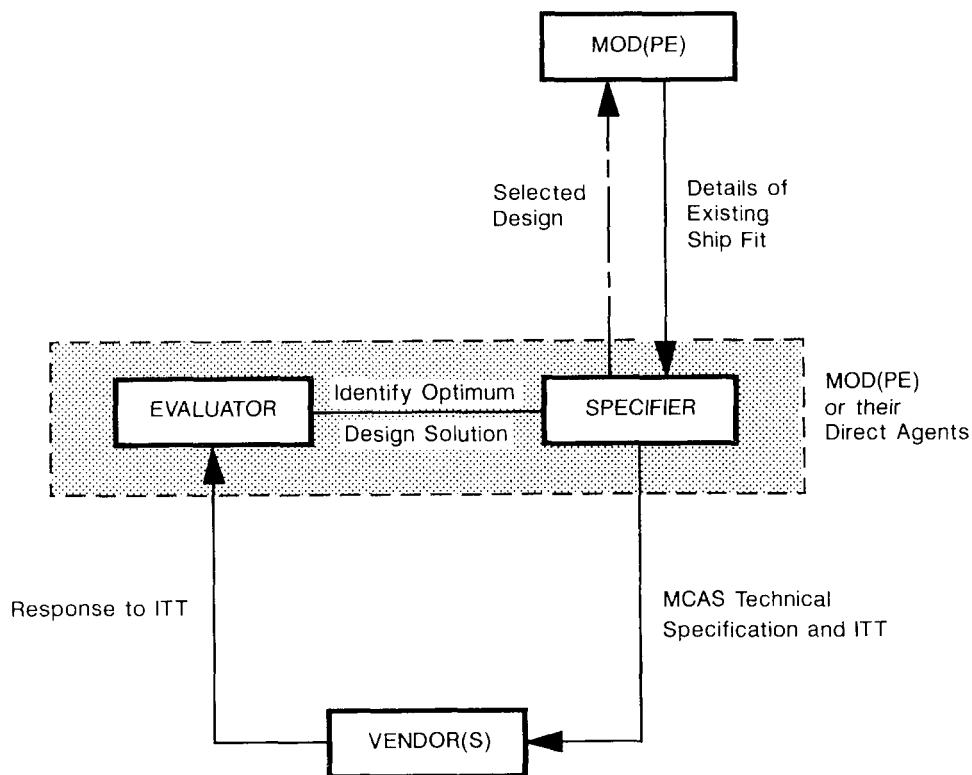 MOD(PE)
Selected
Design
Details of
Existing
Ship Fit
EVALUATOR
Identify Optimum
Design Solution
SPECIFIER
MOD(PE)
or their
Direct Agents
Response to ITT
MCAS Technical
Specification and ITT
VENDOR(S)